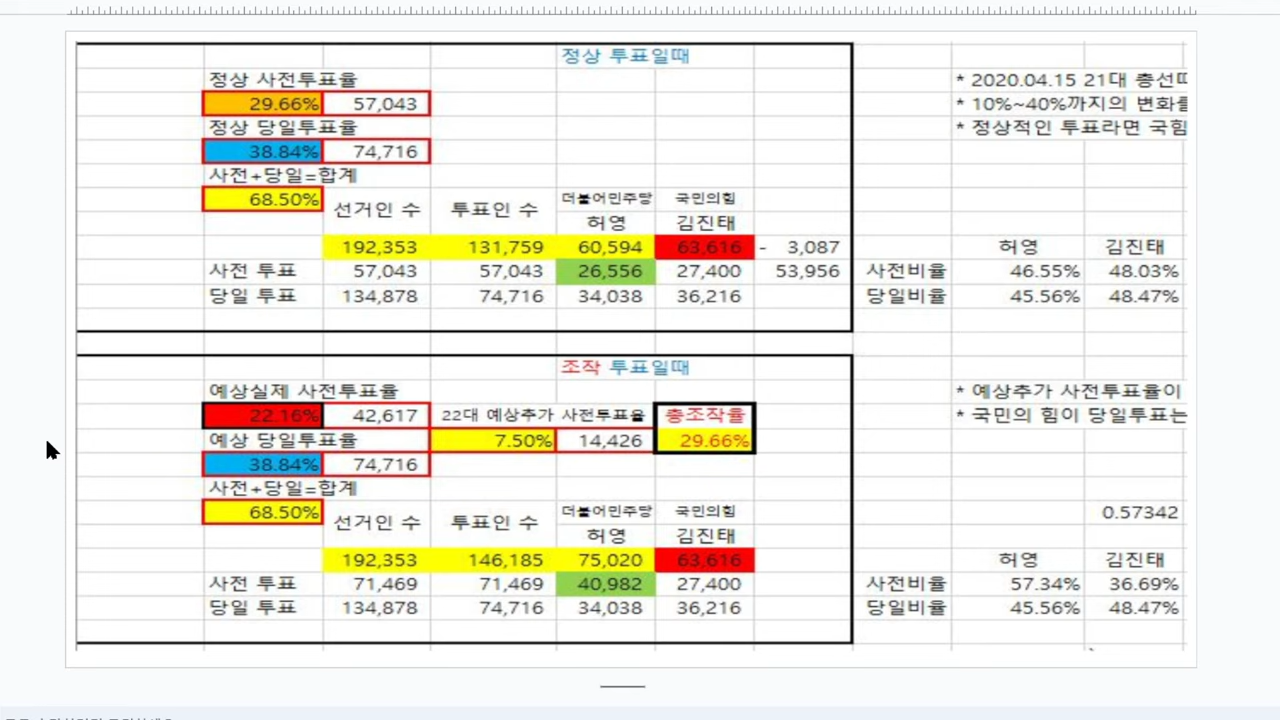 정상 투표일때
정상 사전투표율
* 2020.04.15 21대 총선
29.66% 57,043
* 10%~40%까지의 변화를
정상 당일투표율
* 정상적인 투표라면 국힘
38.84% 74,716
사전+당일=합계
68.50% 선거인 수 투표인 수 더불어민주당 국민의힘
허영 김진태
192,353 131,759 60,594 63,616 - 3,087 허영 김진태
사전 투표 57,043 57,043 26,556 27,400 53,956 사전비율 46.55% 48.03%
당일 투표 134,878 74,716 34,038 36,216 당일비율 45.56% 48.47%
조작 투표일때
예상실제 사전투표율 * 예상추가 사전투표율이
22.16% 42,617 22대 예상추가 사전투표율 총조작율 * 국민의 힘이 당일투표는
예상 당일투표율 7.50% 14,426 29.66%
38.84% 74,716
사전+당일=합계
68.50% 선거인 수 투표인 수 더불어민주당 국민의힘 0.57342
허영 김진태
192,353 146,185 75,020 63,616 허영 김진태
사전 투표 71,469 71,469 40,982 27,400 사전비율 57.34% 36.69%
당일 투표 134,878 74,716 34,038 36,216 당일비율 45.56% 48.47%